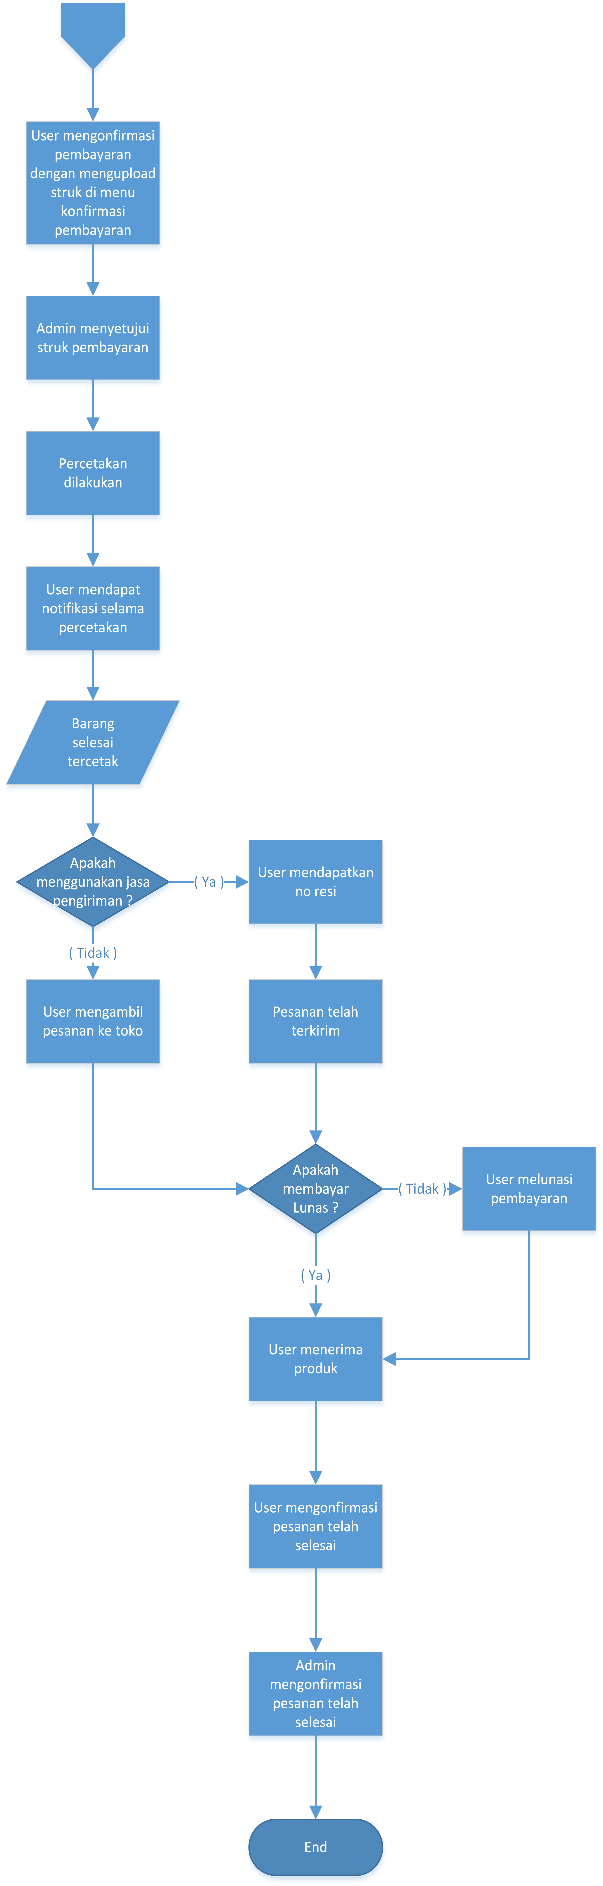 User mengonfirmasi
pembayaran
dengan mengupload
struk di menu
konfirmasi
pembayaran
Admin menyetujui
struk pembayaran
Percetakan
dilakukan
User mendapat
notifikasi selama
percetakan
Barang
selesai
tercetak
Apakah
menggunakan jasa
pengiriman ?
( Ya )
User mendapatkan
no resi
( Tidak )
User mengambil
pesanan ke toko
Pesanan telah
terkirim
Apakah
membayar
Lunas ?
( Tidak )
User melunasi
pembayaran
( Ya )
User menerima
produk
User mengonfirmasi
pesanan telah
selesai
Admin
mengonfirmasi
pesanan telah
selesai
End